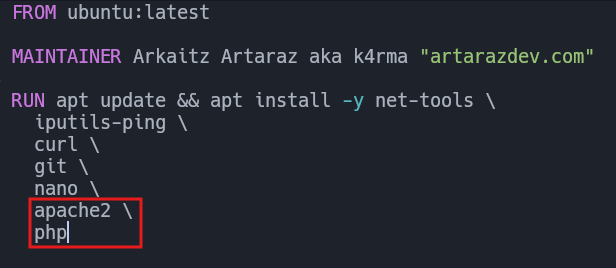 FROM ubuntu:latest
MAINTAINER Arkaitz Artaraz aka k4rma "artarazdev.com"
RUN apt update && apt install -y net-tools \
iputils-ping \
curl \
git \
nano \
apache2 \
php